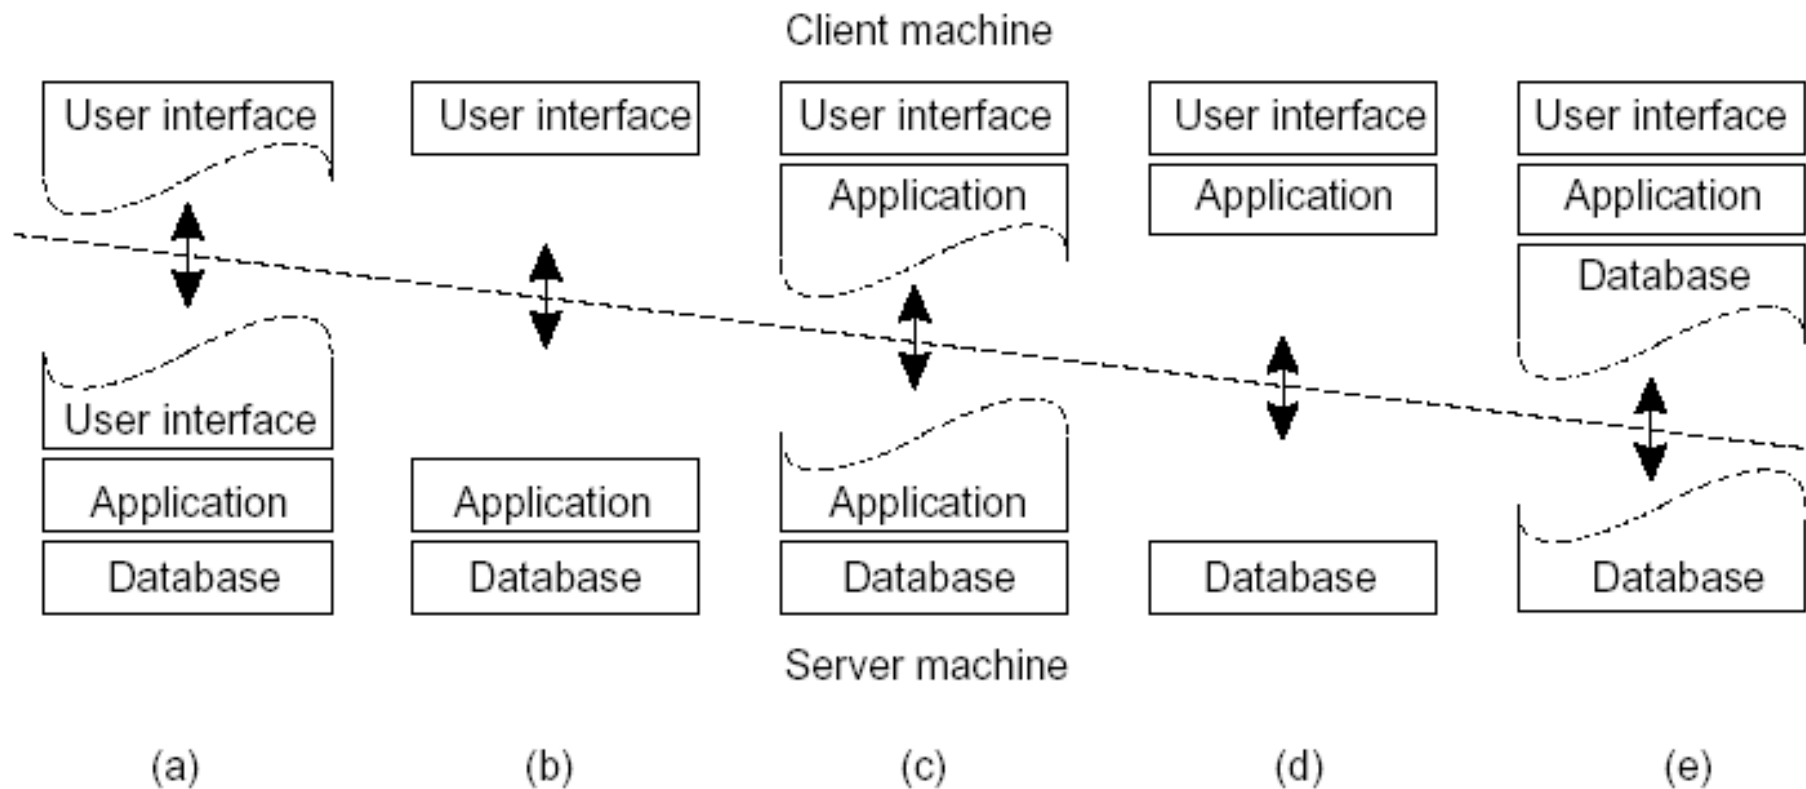 Client machine
User interface User interface User interface User interface User interface
Application Application Application
Database
User interface
Application Application Application
Database Database Database Database Database
Server machine
(a) (b) (c) (d) (e)